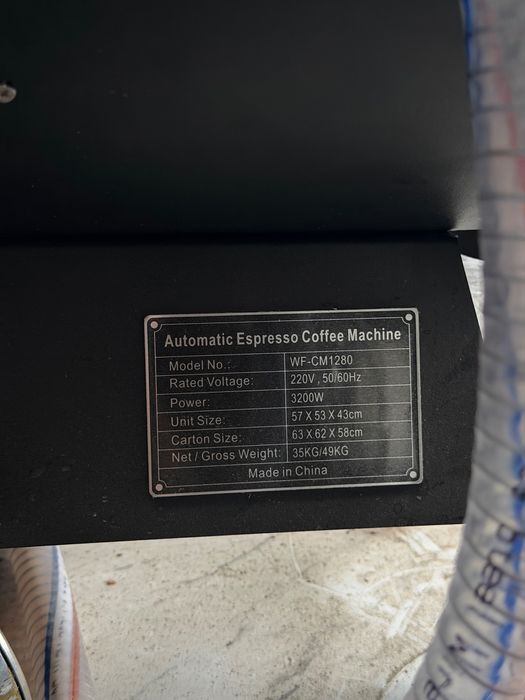 Automatic Espresso Coffee Machine
Model No.: WF-CM1280
Rated Voltage: 220V , 50/60Hz
Power: 3200W
Unit Size: 57 X 53 X 43cm
Carton Size: 63 X 62 X 58cm
Net / Gross Weight: 35KG/49KG
Made in China